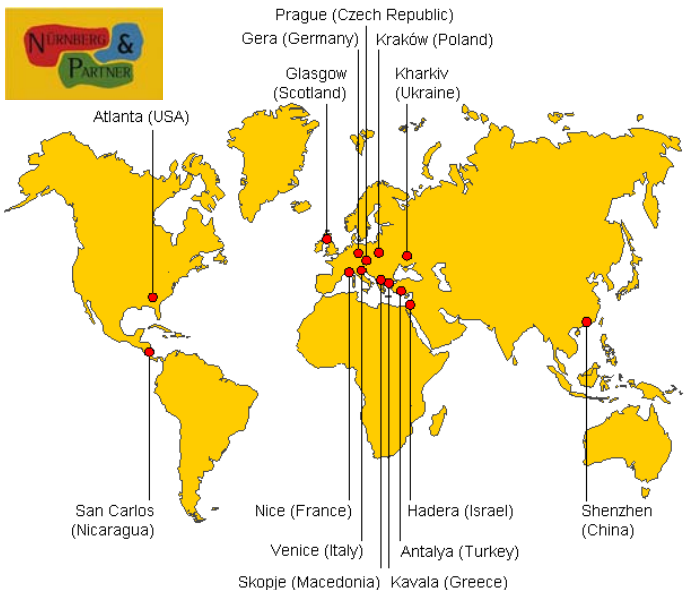 NÜRNBERG &
PARTNER
Prague (Czech Republic)
Gera (Germany)
Kraków (Poland)
Glasgow
(Scotland)
Kharkiv
(Ukraine)
Atlanta (USA)
San Carlos
(Nicaragua)
Nice (France)
Hadera (Israel)
Shenzhen
(China)
Venice (Italy)
Antalya (Turkey)
Skopje (Macedonia)
Kavala (Greece)